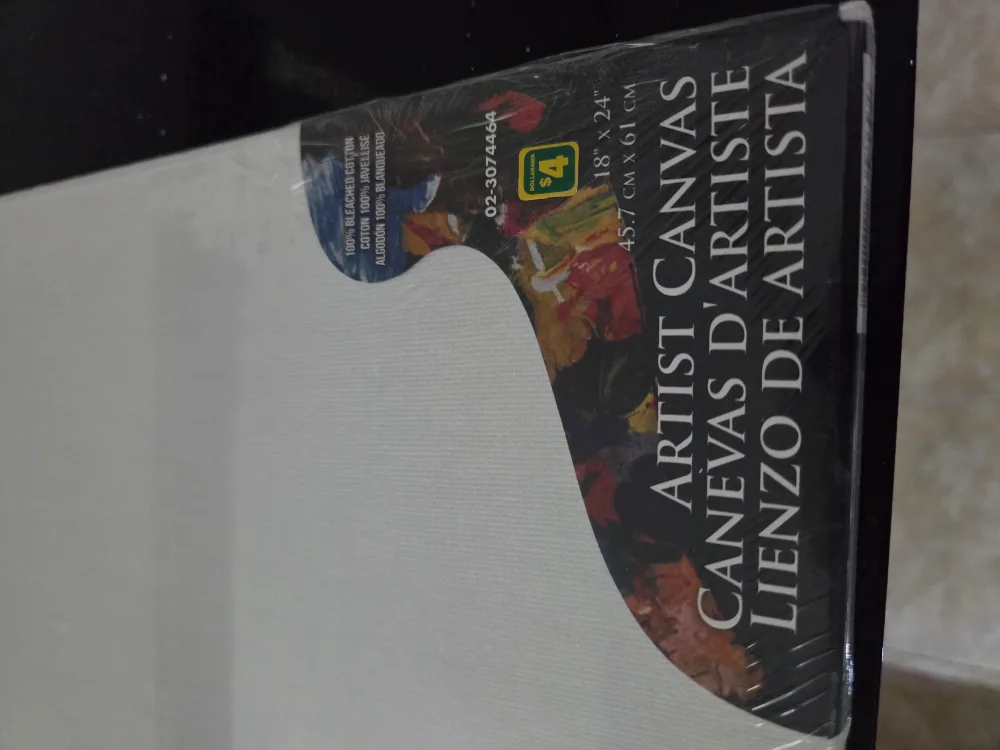 100% BLEACHED COTTON
COTON 100% JAVELLISÉ
ALGODÓN 100% BLANQUEADO
02-3074464
DOLLARAMA
$4
18" X 24"
45.7 CM X 61 CM
ARTIST CANVAS
CANEVAS D'ARTISTE
LIENZO DE ARTISTA